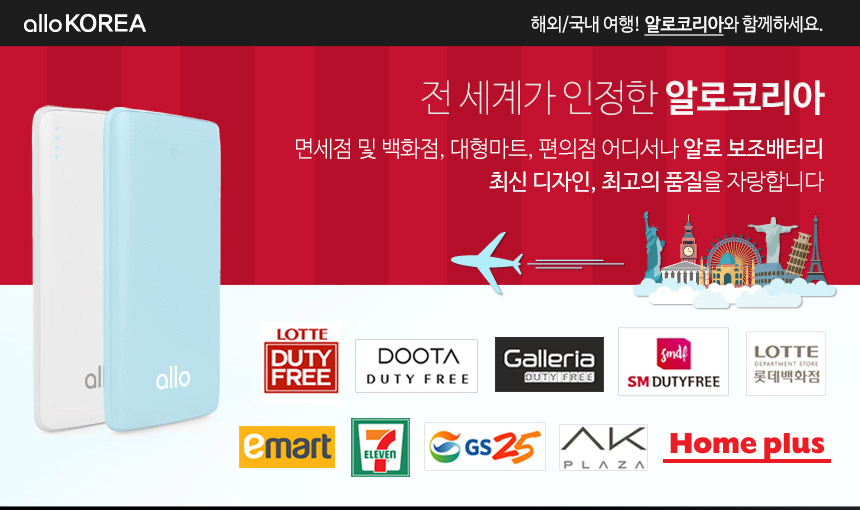 allo KOREA
해외/국내 여행! 알로코리아와 함께하세요.
전 세계가 인정한 알로코리아
면세점 및 백화점, 대형마트, 편의점 어디서나 알로 보조배터리
최신 디자인, 최고의 품질을 자랑합니다
al
allo
LOTTE
DUTY
FREE
DOOTA
DUTY FREE
Galleria
DUTY FREE
smdf
SM DUTYFREE
LOTTE
DEPARTMENT STORE
롯데백화점
emart
7
ELEVEN
GS25
AK
PLAZA
Home plus